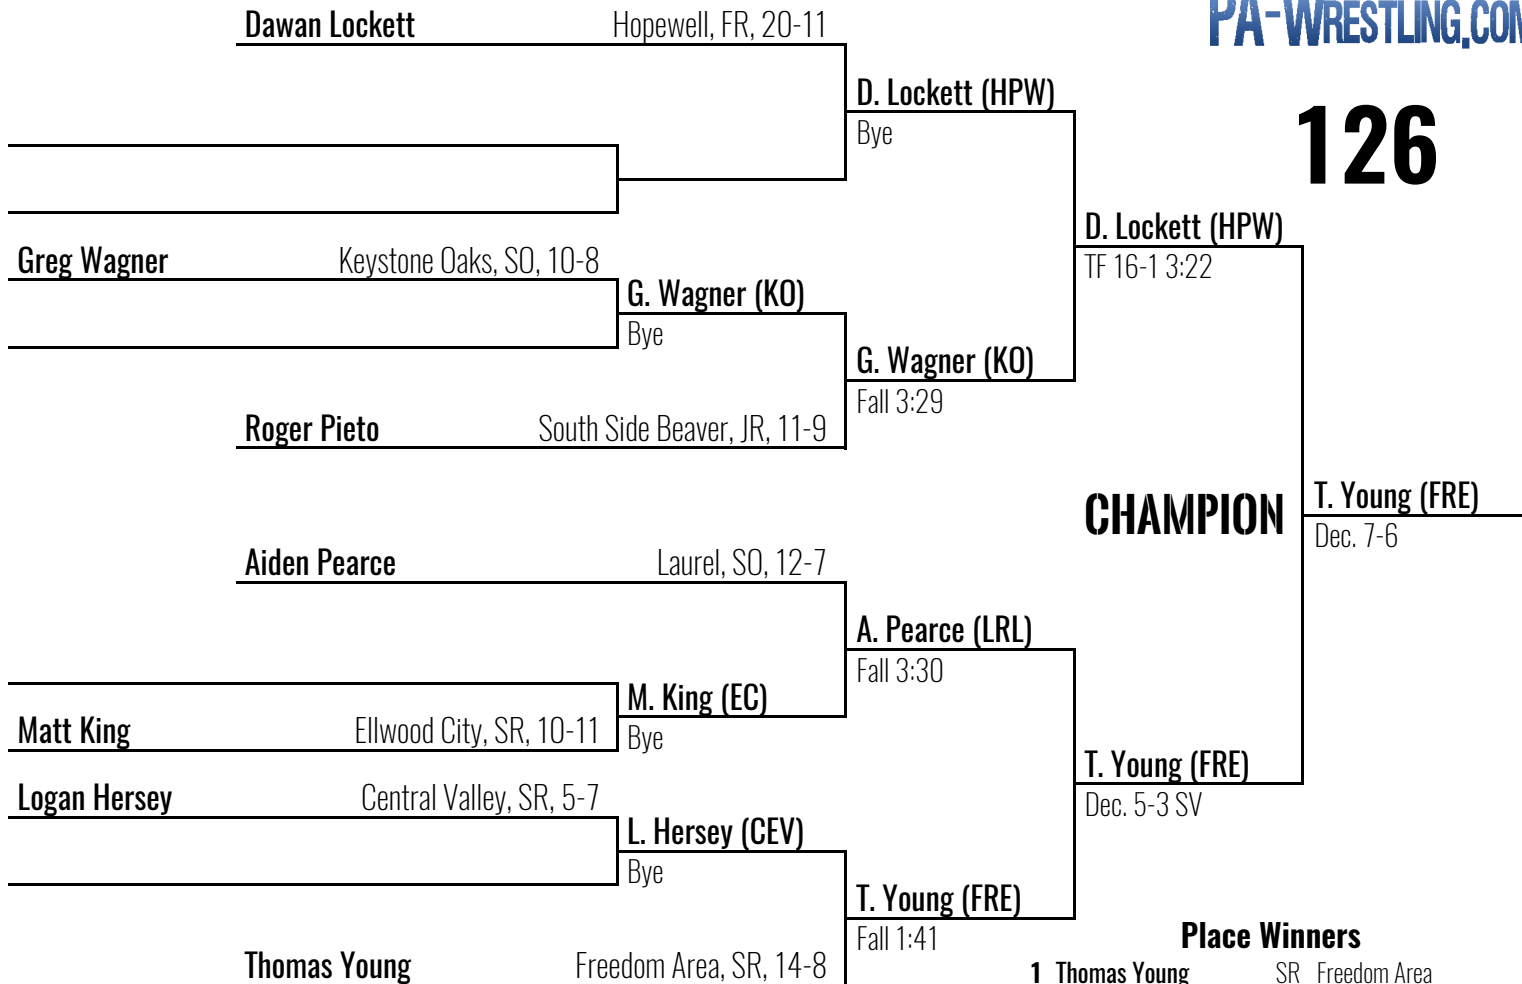 Dawan Lockett Hopewell, FR, 20-11
PA-WRESTLING.COM
D. Lockett (HPW)
Bye
126
D. Lockett (HPW)
TF 16-1 3:22
Greg Wagner Keystone Oaks, SO, 10-8
G. Wagner (KO)
Bye
G. Wagner (KO)
Fall 3:29
Roger Pieto South Side Beaver, JR, 11-9
CHAMPION
T. Young (FRE)
Dec. 7-6
Aiden Pearce Laurel, SO, 12-7
A. Pearce (LRL)
Fall 3:30
M. King (EC)
Bye
Matt King Ellwood City, SR, 10-11
T. Young (FRE)
Dec. 5-3 SV
Logan Hersey Central Valley, SR, 5-7
L. Hersey (CEV)
Bye
T. Young (FRE)
Fall 1:41
Thomas Young Freedom Area, SR, 14-8
Place Winners
1 Thomas Young SR Freedom Area